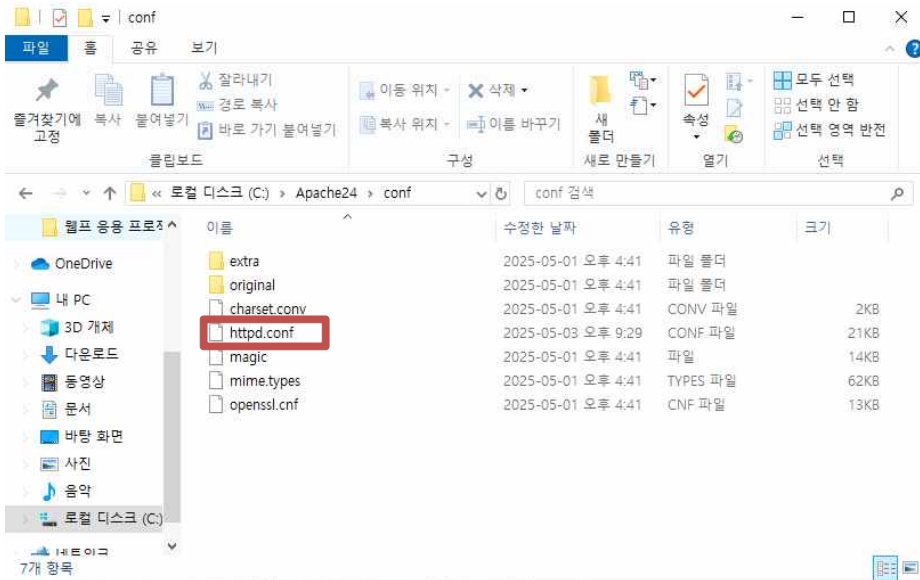 conf
파일 홈 공유 보기
즐겨찾기에 고정
복사
붙여넣기
잘라내기
경로 복사
바로 가기 붙여넣기
클립보드
이동 위치
복사 위치
삭제
이름 바꾸기
구성
새 폴더
새로 만들기
속성
열기
모두 선택
선택 안 함
선택 영역 반전
선택
« 로컬 디스크 (C:) › Apache24 › conf
conf 검색
웹프 응용 프로젝
OneDrive
내 PC
3D 개체
다운로드
동영상
문서
바탕 화면
사진
음악
로컬 디스크 (C:)
네트워크
이름 수정한 날짜 유형 크기
extra 2025-05-01 오후 4:41 파일 폴더
original 2025-05-01 오후 4:41 파일 폴더
charset.conv 2025-05-01 오후 4:41 CONV 파일 2KB
httpd.conf 2025-05-03 오후 9:29 CONF 파일 21KB
magic 2025-05-01 오후 4:41 파일 14KB
mime.types 2025-05-01 오후 4:41 TYPES 파일 62KB
openssl.cnf 2025-05-01 오후 4:41 CNF 파일 13KB
7개 항목